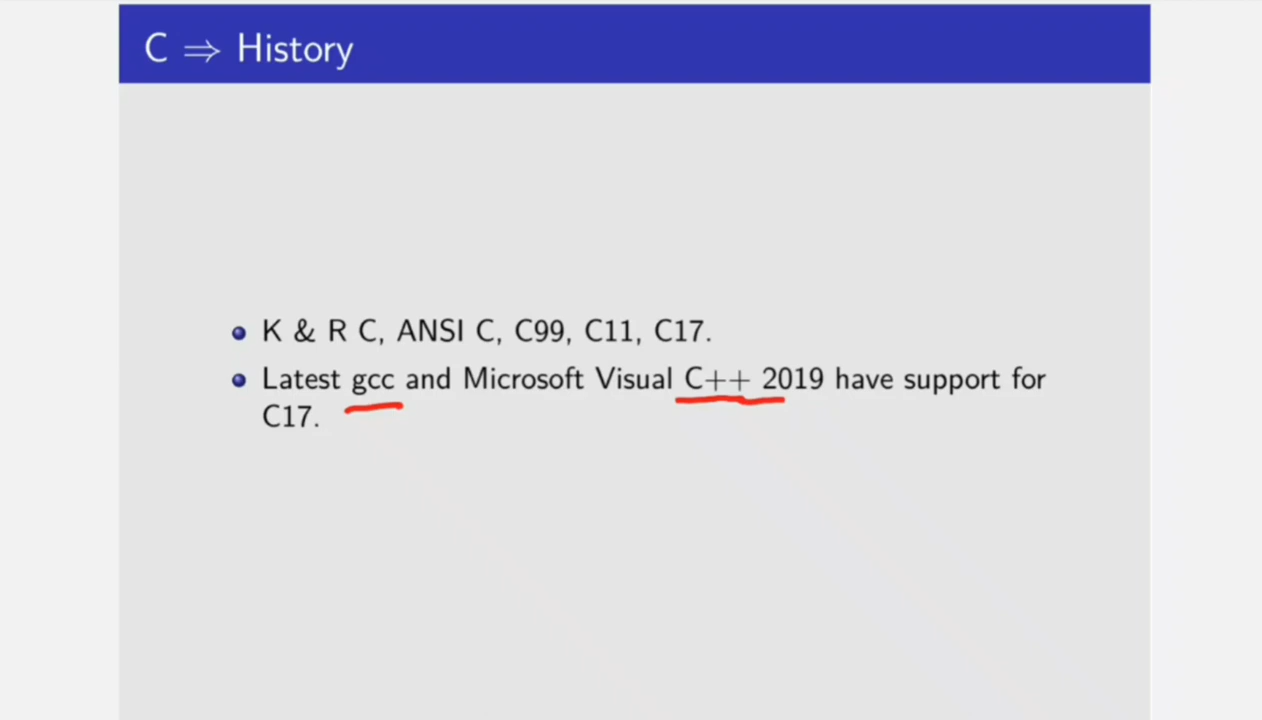 C ⇒ History
K & R C, ANSI C, C99, C11, C17.
Latest gcc and Microsoft Visual C++ 2019 have support for
C17.